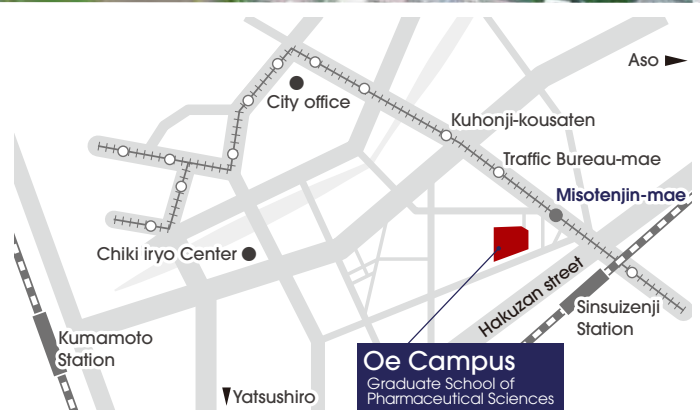 Aso
City office
Kuhonji-kousaten
Traffic Bureau-mae
Misotenjin-mae
Chiki iryo Center
Hakuzan street
Sinsuizenji
Station
Kumamoto
Station
Oe Campus
Graduate School of
Pharmaceutical Sciences
Yatsushiro